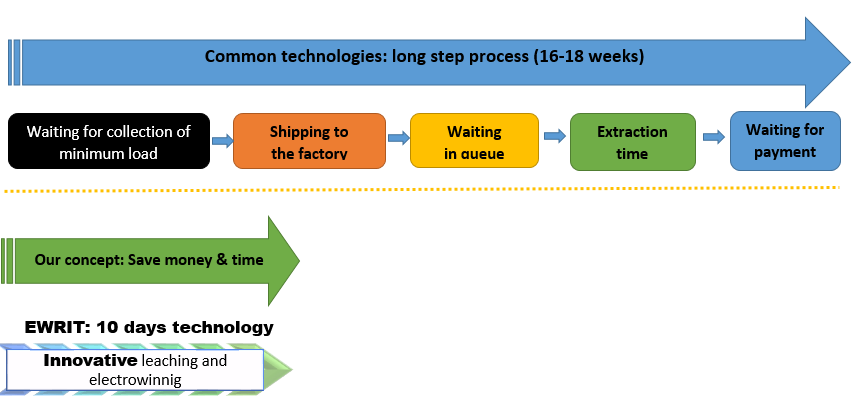 Common technologies: long step process (16-18 weeks)
Waiting for collection of
minimum load
Shipping to
the factory
Waiting
in queue
Extraction
time
Waiting for
payment
Our concept: Save money & time
EWRIT: 10 days technology
Innovative leaching and
electrowinnig